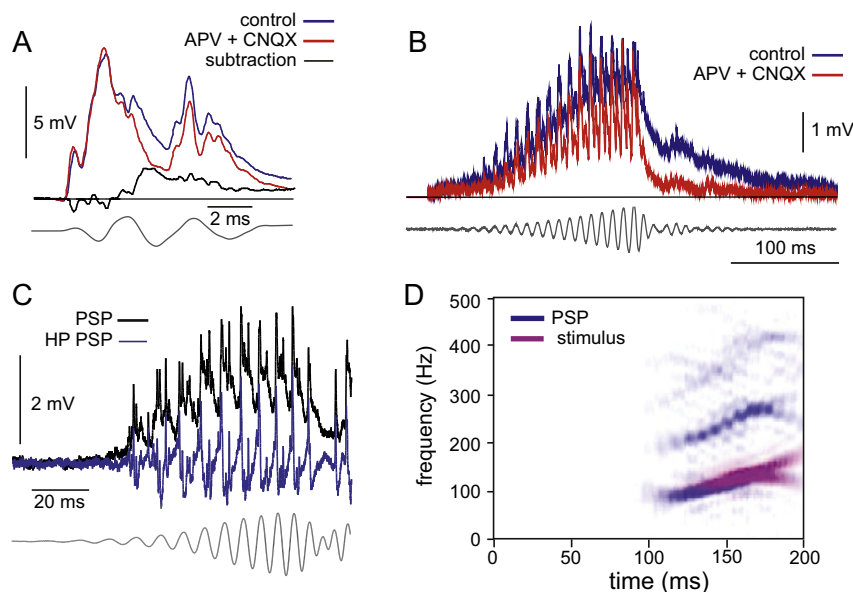 A
control
APV + CNQX
subtraction
5 mV
2 ms
B
control
APV + CNQX
1 mV
100 ms
C
PSP
HP PSP
2 mV
20 ms
D
PSP
stimulus
frequency (Hz)
500
400
300
200
100
0
0 50 100 150 200
time (ms)